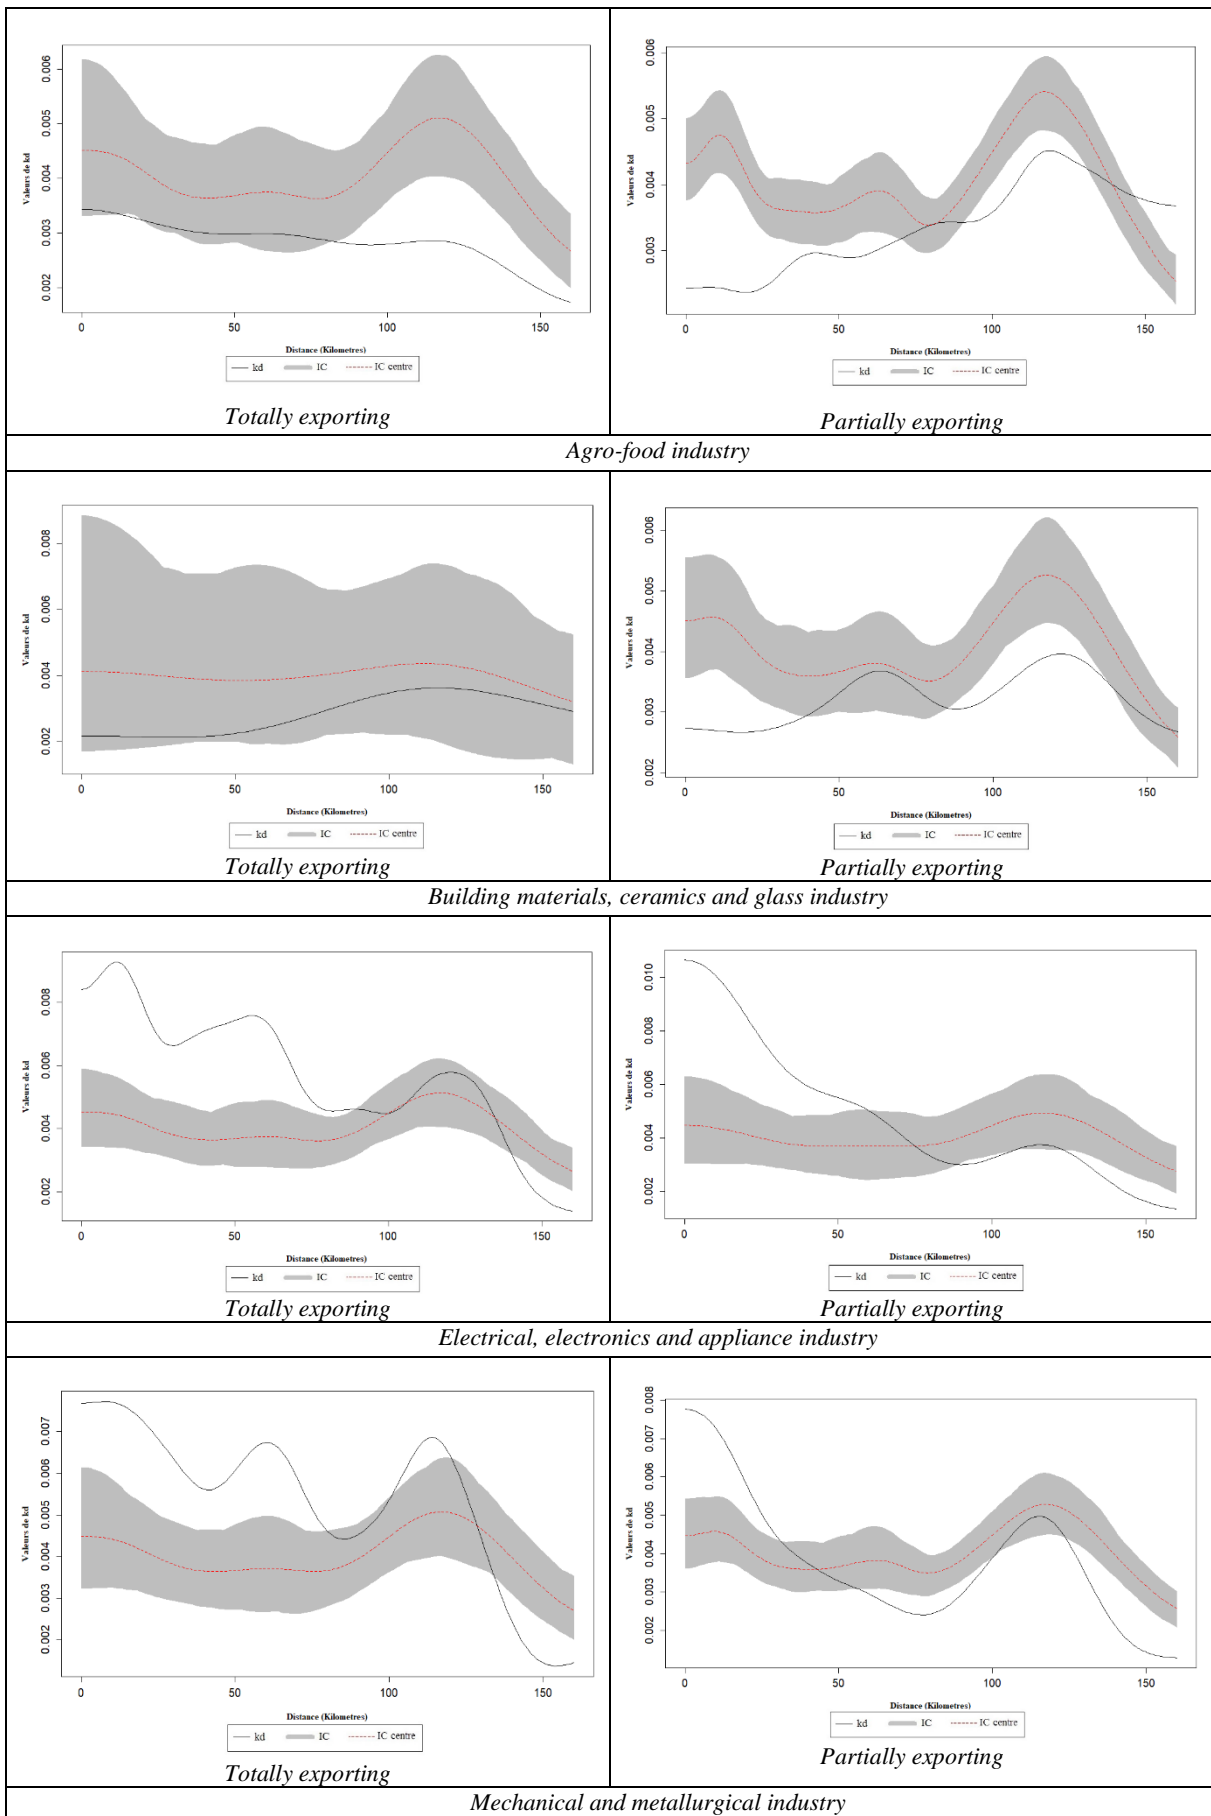 Valeurs de kd
0.006
0.005
0.004
0.003
0.002
0 50 100 150
Distance (Kilometres)
kd IC IC centre
Totally exporting
Valeurs de kd
0.006
0.005
0.004
0.003
0 50 100 150
Distance (Kilometres)
kd IC IC centre
Partially exporting
Agro-food industry
Valeurs de kd
0.008
0.006
0.004
0.002
0 50 100 150
Distance (Kilometres)
kd IC IC centre
Totally exporting
Valeurs de kd
0.006
0.005
0.004
0.003
0.002
0 50 100 150
Distance (Kilometres)
kd IC IC centre
Partially exporting
Building materials, ceramics and glass industry
Valeurs de kd
0.008
0.006
0.004
0.002
0 50 100 150
Distance (Kilometres)
kd IC IC centre
Totally exporting
Valeurs de kd
0.010
0.008
0.006
0.004
0.002
0 50 100 150
Distance (Kilometres)
kd IC IC centre
Partially exporting
Electrical, electronics and appliance industry
Valeurs de kd
0.007
0.006
0.005
0.004
0.003
0.002
0 50 100 150
Distance (Kilometres)
kd IC IC centre
Totally exporting
Valeurs de kd
0.008
0.007
0.006
0.005
0.004
0.003
0.002
0 50 100 150
Distance (Kilometres)
kd IC IC centre
Partially exporting
Mechanical and metallurgical industry